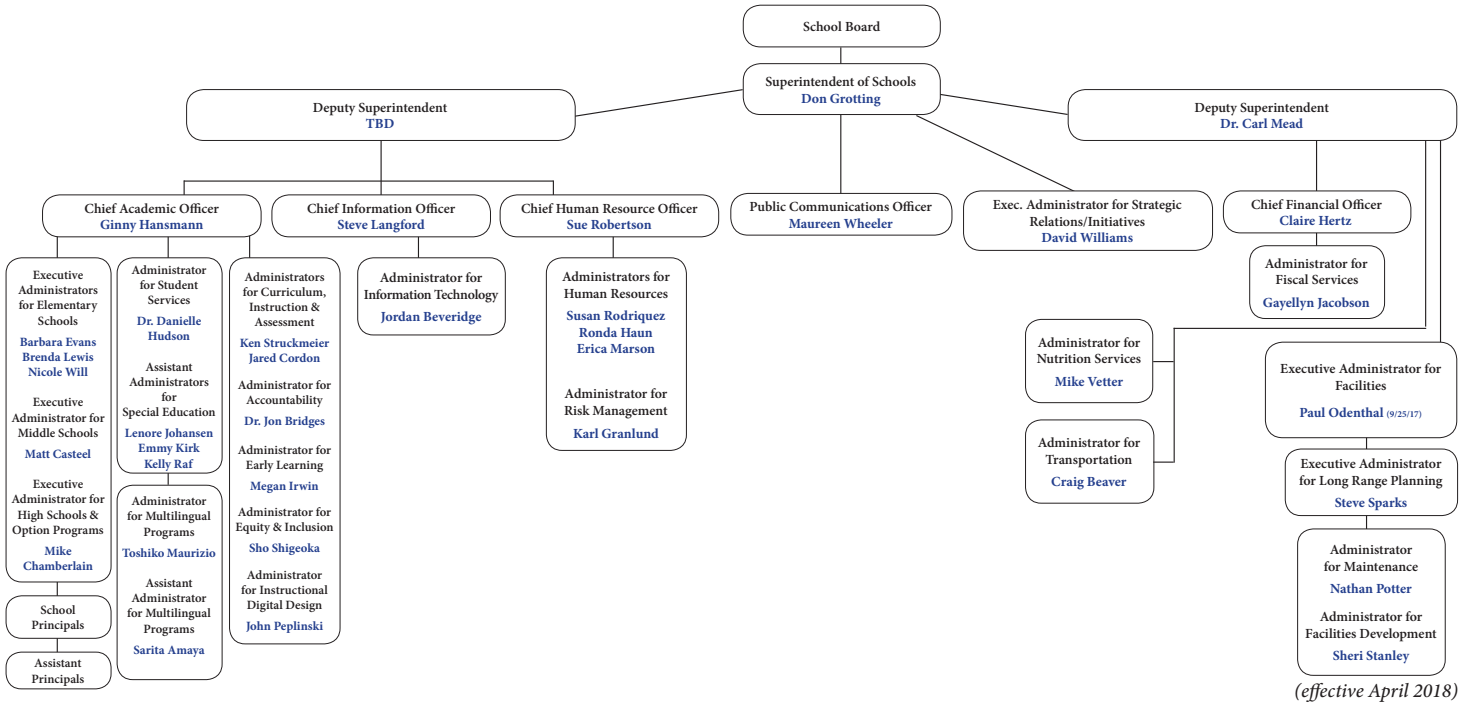 School Board
Superintendent of Schools
Don Grotting
Deputy Superintendent
TBD
Deputy Superintendent
Dr. Carl Mead
Chief Academic Officer
Ginny Hansmann
Chief Information Officer
Steve Langford
Chief Human Resource Officer
Sue Robertson
Public Communications Officer
Maureen Wheeler
Exec. Administrator for Strategic
Relations/Initiatives
David Williams
Chief Financial Officer
Claire Hertz
Executive
Administrators
for Elementary
Schools
Barbara Evans
Brenda Lewis
Nicole Will
Executive
Administrator for
Middle Schools
Matt Casteel
Executive
Administrator for
High Schools &
Option Programs
Mike
Chamberlain
School
Principals
Assistant
Principals
Administrator
for Student
Services
Dr. Danielle
Hudson
Assistant
Administrators
for
Special Education
Lenore Johansen
Emmy Kirk
Kelly Raf
Administrator
for Multilingual
Programs
Toshiko Maurizio
Assistant
Administrator
for Multilingual
Programs
Sarita Amaya
Administrators
for Curriculum,
Instruction &
Assessment
Ken Struckmeier
Jared Cordon
Administrator for
Accountability
Dr. Jon Bridges
Administrator for
Early Learning
Megan Irwin
Administrator for
Equity & Inclusion
Sho Shigeoka
Administrator
for Instructional
Digital Design
John Peplinski
Administrator for
Information Technology
Jordan Beveridge
Administrators for
Human Resources
Susan Rodriquez
Ronda Haun
Erica Marson
Administrator for
Risk Management
Karl Granlund
Administrator for
Fiscal Services
Gayellyn Jacobson
Administrator for
Nutrition Services
Mike Vetter
Administrator for
Transportation
Craig Beaver
Executive Administrator for
Facilities
Paul Odenthal (9/25/17)
Executive Administrator
for Long Range Planning
Steve Sparks
Administrator
for Maintenance
Nathan Potter
Administrator for
Facilities Development
Sheri Stanley
(effective April 2018)